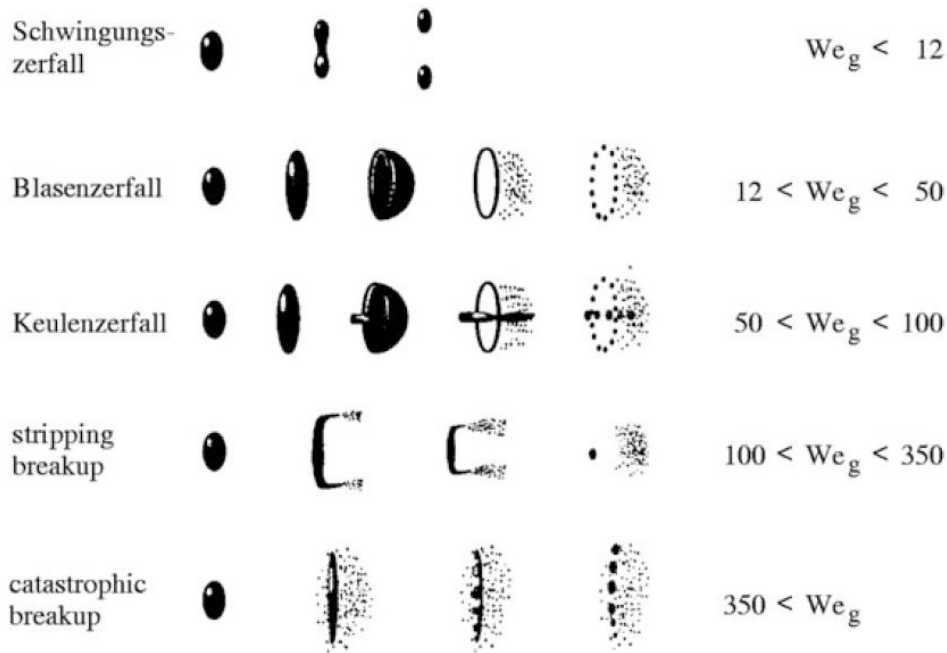 Schwingungs-
zerfall
We_g < 12
Blasenzerfall
12 < We_g < 50
Keulenzerfall
50 < We_g < 100
stripping
breakup
100 < We_g < 350
catastrophic
breakup
350 < We_g